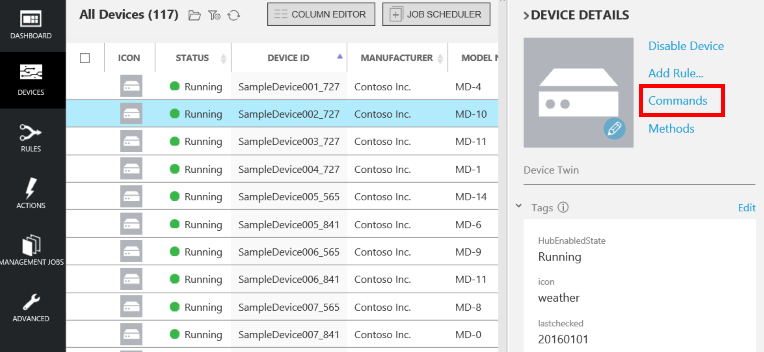 DASHBOARD
DEVICES
RULES
ACTIONS
MANAGEMENT JOBS
ADVANCED
All Devices (117)
COLUMN EDITOR
JOB SCHEDULER
ICON STATUS DEVICE ID MANUFACTURER MODEL N
Running SampleDevice001_727 Contoso Inc. MD-4
Running SampleDevice002_727 Contoso Inc. MD-10
Running SampleDevice003_727 Contoso Inc. MD-11
Running SampleDevice004_727 Contoso Inc. MD-1
Running SampleDevice005_565 Contoso Inc. MD-14
Running SampleDevice005_841 Contoso Inc. MD-6
Running SampleDevice006_565 Contoso Inc. MD-9
Running SampleDevice006_841 Contoso Inc. MD-11
Running SampleDevice007_565 Contoso Inc. MD-8
Running SampleDevice007_841 Contoso Inc. MD-0
DEVICE DETAILS
Disable Device
Add Rule...
Commands
Methods
Device Twin
Tags Edit
HubEnabledState
Running
icon
weather
lastchecked
20160101